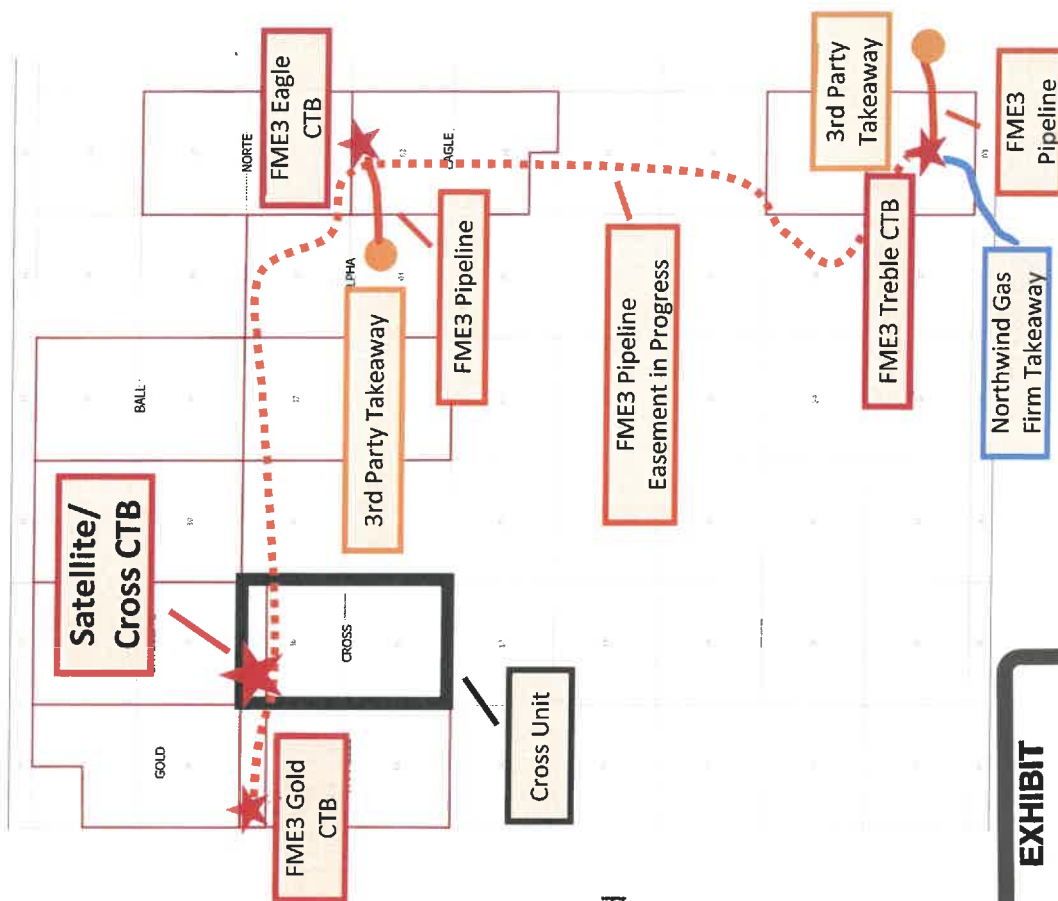 FME3 Eagle
CTB
NORTE
EAGLE
3rd Party
Takeaway
BALL
Satellite/
Cross CTB
3rd Party Takeaway
FME3 Pipeline
FME3 Pipeline
Easement in Progress
FME3 Treble CTB
FME3
Pipeline
CROSS
GOLD
FME3 Gold
CTB
Cross Unit
Northwind Gas
Firm Takeaway
EXHIBIT